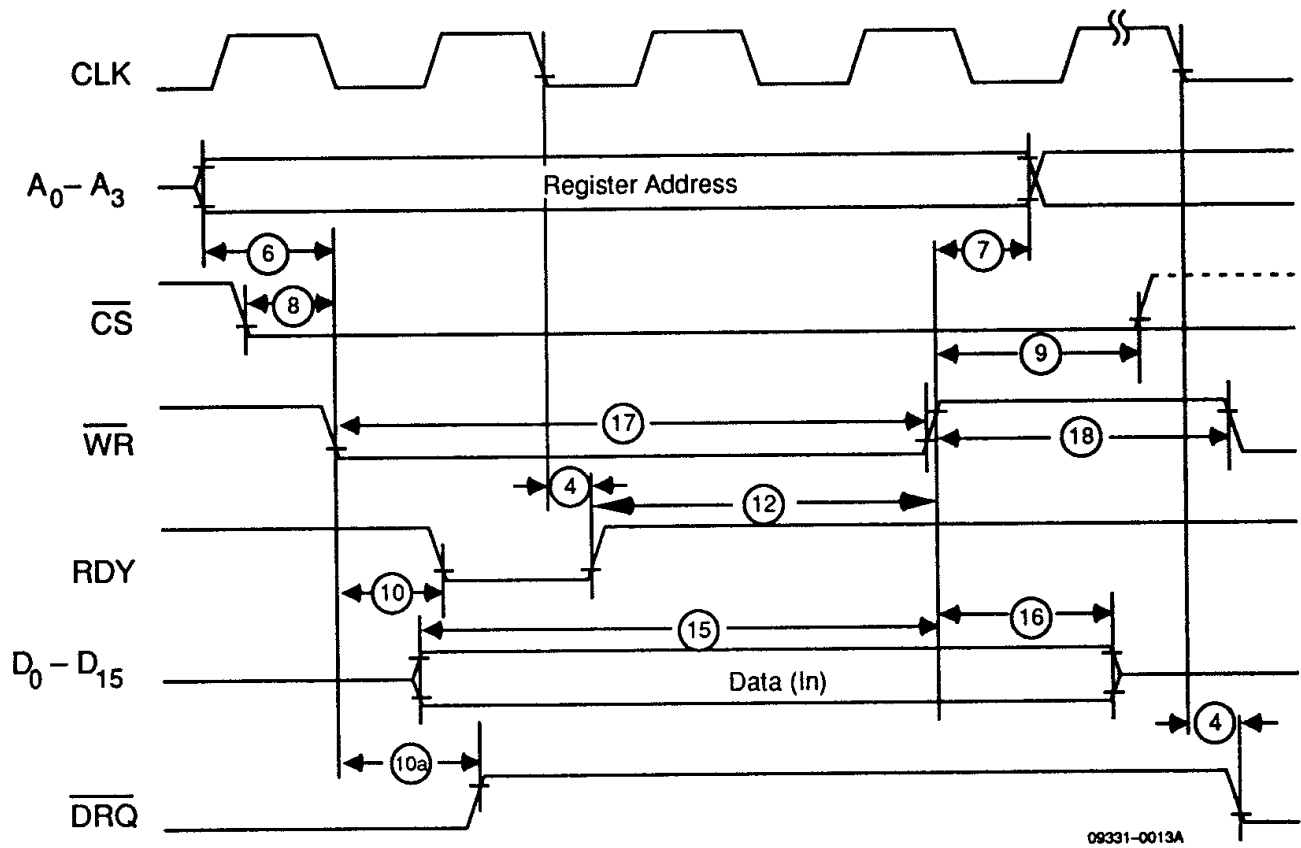 CLK
A0 – A3
Register Address
6
7
CS
8
9
WR
17
18
4
12
RDY
10
15
16
D0 – D15
Data (In)
4
10a
DRQ
09331-0013A